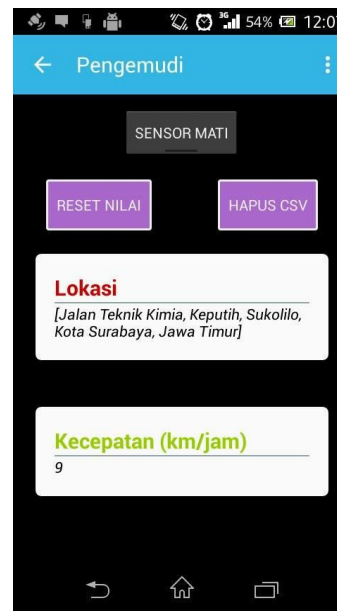 3G 54% 12:07
Pengemudi
SENSOR MATI
RESET NILAI HAPUS CSV
Lokasi
[Jalan Teknik Kimia, Keputih, Sukolilo,
Kota Surabaya, Jawa Timur]
Kecepatan (km/jam)
9